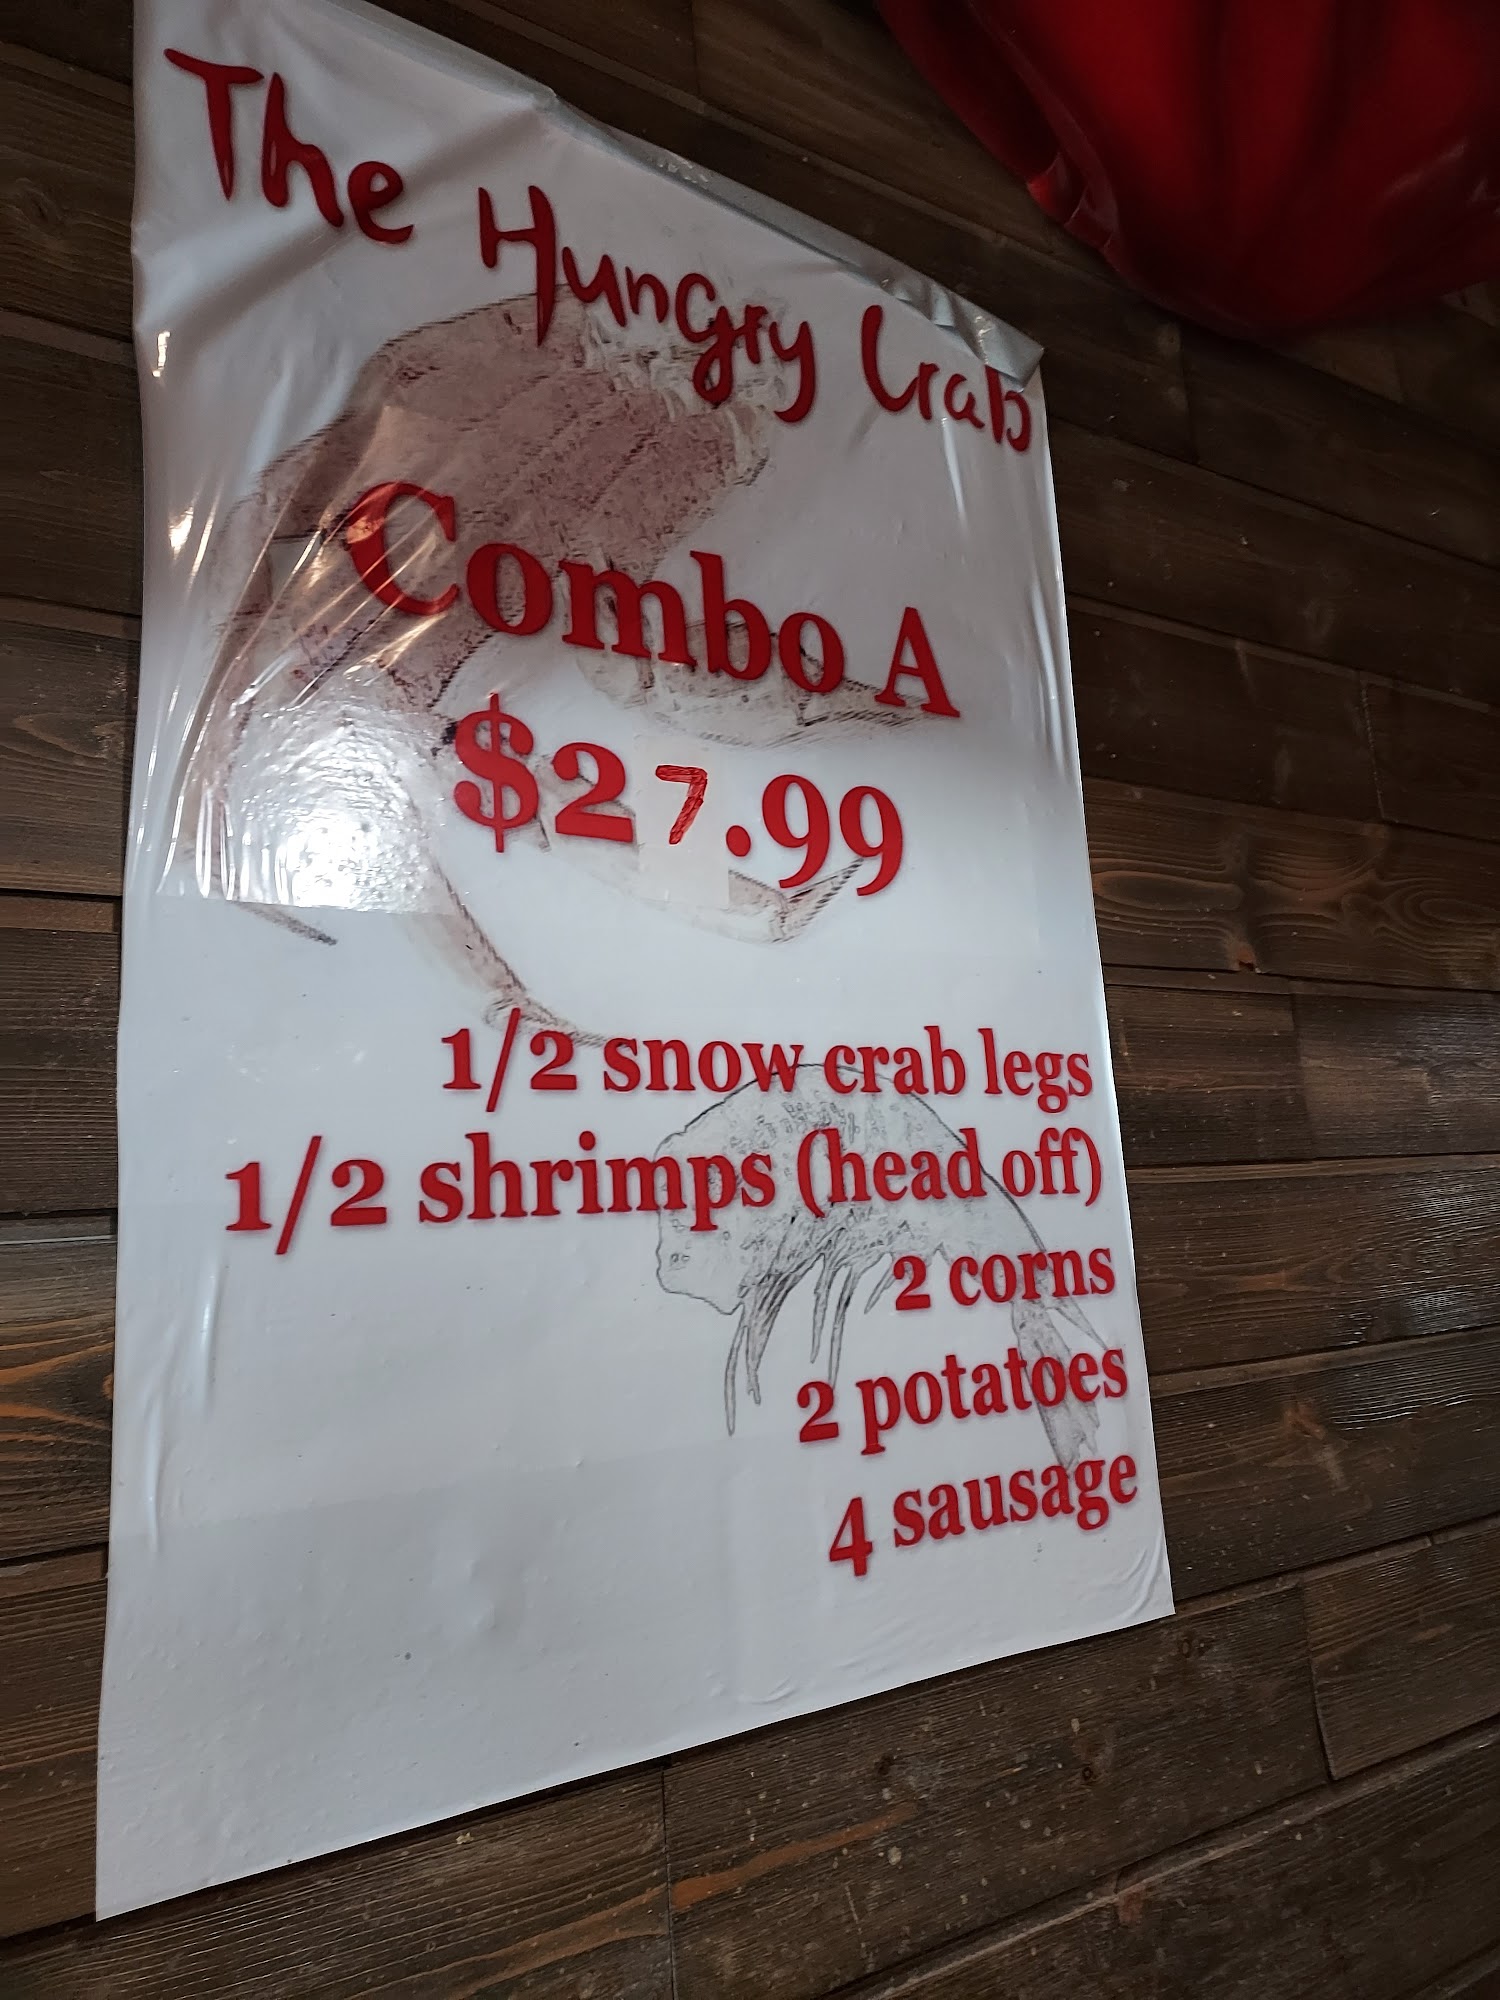 The Hungry Crab
Combo A
$27.99
1/2 snow crab legs
1/2 shrimps (head off)
2 corns
2 potatoes
4 sausage